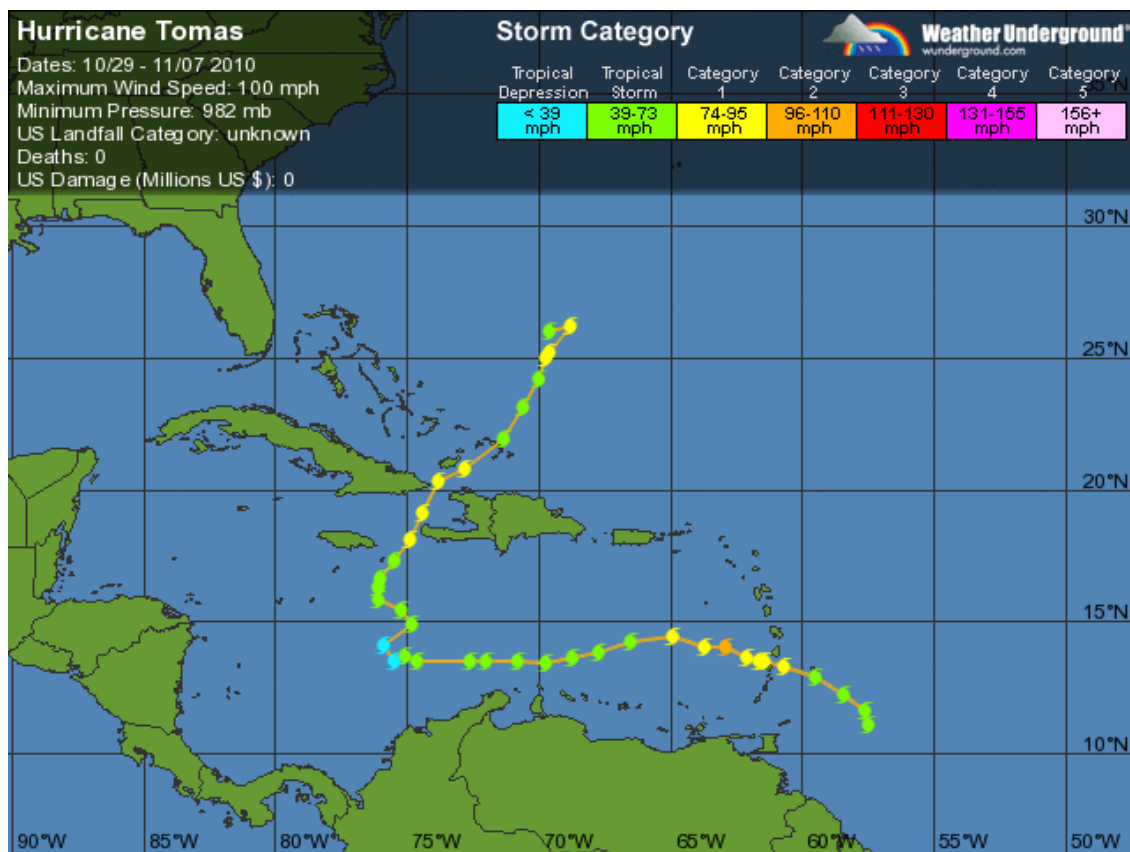 Hurricane Tomas
Dates: 10/29 - 11/07 2010
Maximum Wind Speed: 100 mph
Minimum Pressure: 982 mb
US Landfall Category: unknown
Deaths: 0
US Damage (Millions US $): 0
Storm Category
Weather Underground®
wunderground.com
Tropical Depression
< 39 mph
Tropical Storm
39-73 mph
Category 1
74-95 mph
Category 2
96-110 mph
Category 3
111-130 mph
Category 4
131-155 mph
Category 5
156+ mph
35°N
30°N
25°N
20°N
15°N
10°N
90°W
85°W
80°W
75°W
70°W
65°W
60°W
55°W
50°W